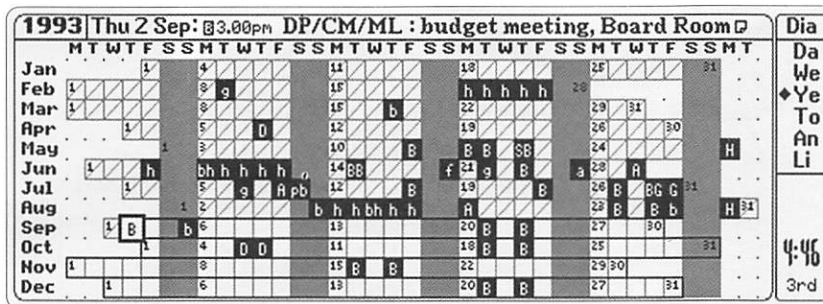 1993 Thu 2 Sep: 3.00pm DP/CM/ML : budget meeting, Board Room
M T W T F S S M T W T F S S M T W T F S S M T W T F S S M T W T F S S M T
Jan 1 4 11 18 25 31
Feb 1 8 g h h h h h 28
Mar 1 8 b 22 29 31
Apr 1 5 D 12 19 30
May 1 3 10 B B B SB 24 H
Jun 1 h bh h h h h 14 BB f 21 g B a 28 A
Jul 1 5 g A pb 12 B 19 B 26 B BG G 31
Aug 1 2 b h h bh h h A 23 B B b H 31
Sep 1 B b 6 13 20 B B 27 30
Oct 1 4 D D 11 18 B B 25 31
Nov 1 8 15 B B 22 29 30
Dec 1 6 13 20 B B 27 31
Dia
Da
We
◆Ye
To
An
Li
4:46
3rd